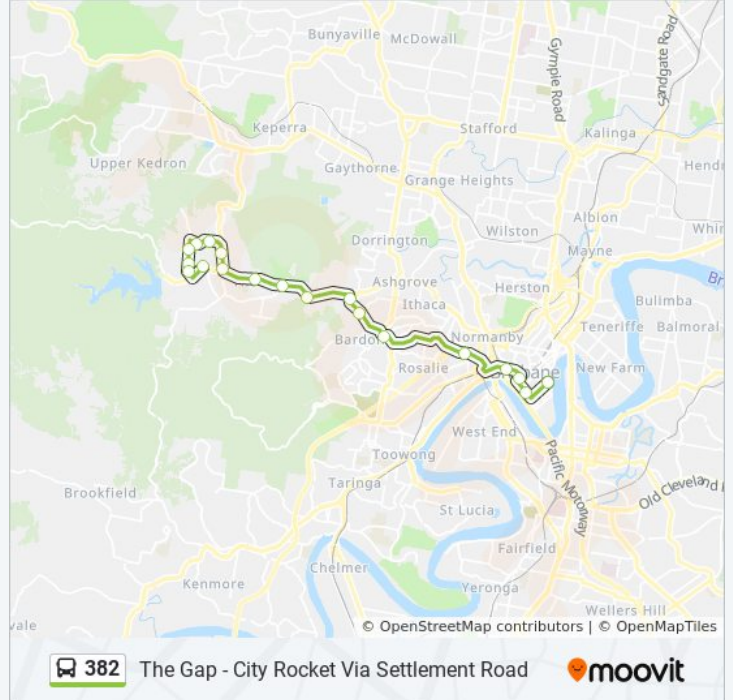 Bunyaville
McDowall
Sandgate Road
Gympie Road
Keperra
Stafford
Kalinga
Upper Kedron
Gaythorne
Hendr
Grange Heights
Albion
Wilston
Whin
Dorrington
Mayne
Ashgrove
Herston
Br
Ithaca
Bulimba
Teneriffe
Balmoral
Normanby
Bardo
Rosalie
New Farm
West End
Pacific Motorway
Toowong
Taringa
Old Cleveland
Brookfield
St Lucia
Fairfield
Chelmer
Kenmore
Yeronga
Wellers Hill
vale
© OpenStreetMap contributors | © OpenMapTiles
382 The Gap - City Rocket Via Settlement Road moovit